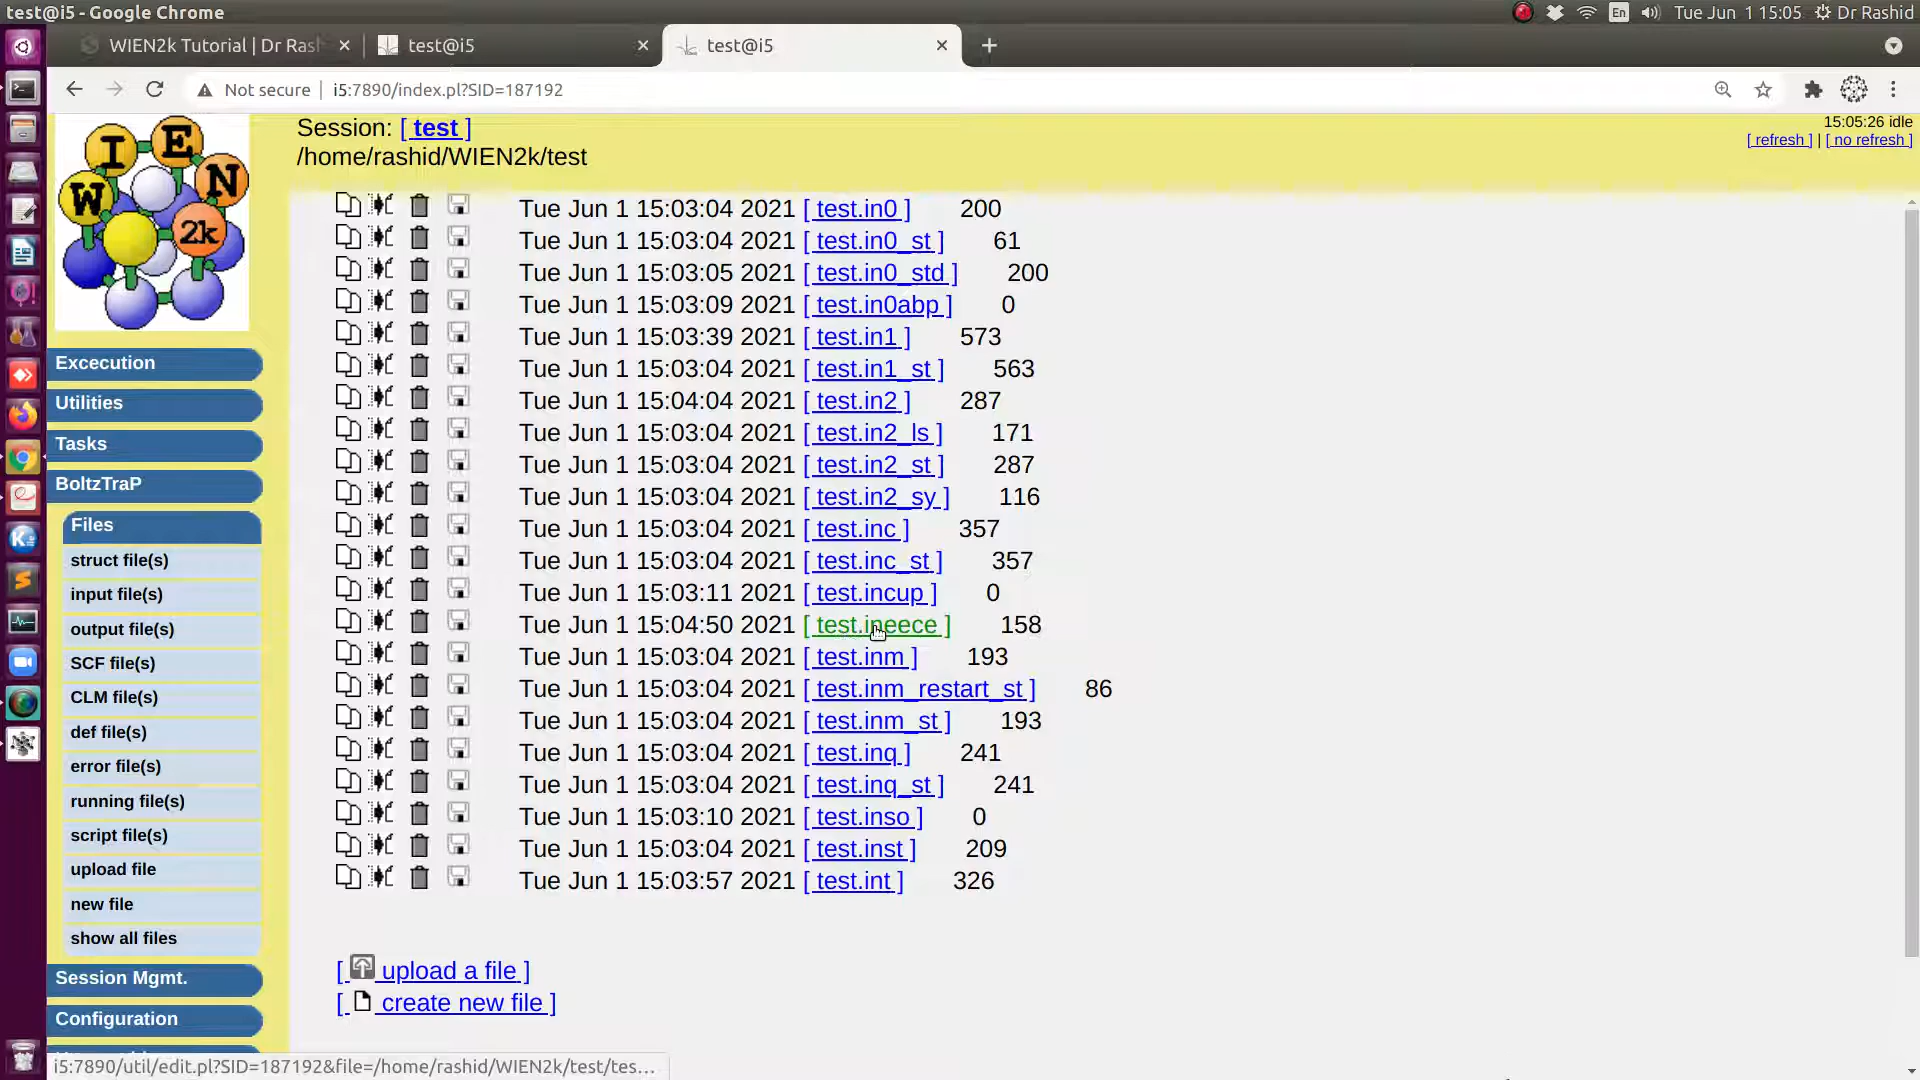 test@i5 - Google Chrome
En
Tue Jun 1 15:05
Dr Rashid
WIEN2k Tutorial | Dr Rash
test@i5
test@i5
Not secure
i5:7890/index.pl?SID=187192
WIEN
2k
Session: [ test ]
/home/rashid/WIEN2k/test
15:05:26 idle
[ refresh ] | [ no refresh ]
Excecution
Utilities
Tasks
BoltzTraP
Files
struct file(s)
input file(s)
output file(s)
SCF file(s)
CLM file(s)
def file(s)
error file(s)
running file(s)
script file(s)
upload file
new file
show all files
Session Mgmt.
Configuration
Tue Jun 1 15:03:04 2021 [ test.in0 ] 200
Tue Jun 1 15:03:04 2021 [ test.in0_st ] 61
Tue Jun 1 15:03:05 2021 [ test.in0_std ] 200
Tue Jun 1 15:03:09 2021 [ test.in0abp ] 0
Tue Jun 1 15:03:39 2021 [ test.in1 ] 573
Tue Jun 1 15:03:04 2021 [ test.in1_st ] 563
Tue Jun 1 15:04:04 2021 [ test.in2 ] 287
Tue Jun 1 15:03:04 2021 [ test.in2_ls ] 171
Tue Jun 1 15:03:04 2021 [ test.in2_st ] 287
Tue Jun 1 15:03:04 2021 [ test.in2_sy ] 116
Tue Jun 1 15:03:04 2021 [ test.inc ] 357
Tue Jun 1 15:03:04 2021 [ test.inc_st ] 357
Tue Jun 1 15:03:11 2021 [ test.incup ] 0
Tue Jun 1 15:04:50 2021 [ test.ineece ] 158
Tue Jun 1 15:03:04 2021 [ test.inm ] 193
Tue Jun 1 15:03:04 2021 [ test.inm_restart_st ] 86
Tue Jun 1 15:03:04 2021 [ test.inm_st ] 193
Tue Jun 1 15:03:04 2021 [ test.inq ] 241
Tue Jun 1 15:03:04 2021 [ test.inq_st ] 241
Tue Jun 1 15:03:10 2021 [ test.inso ] 0
Tue Jun 1 15:03:04 2021 [ test.inst ] 209
Tue Jun 1 15:03:57 2021 [ test.int ] 326
[ upload a file ]
[ create new file ]
i5:7890/util/edit.pl?SID=187192&file=/home/rashid/WIEN2k/test/tes...